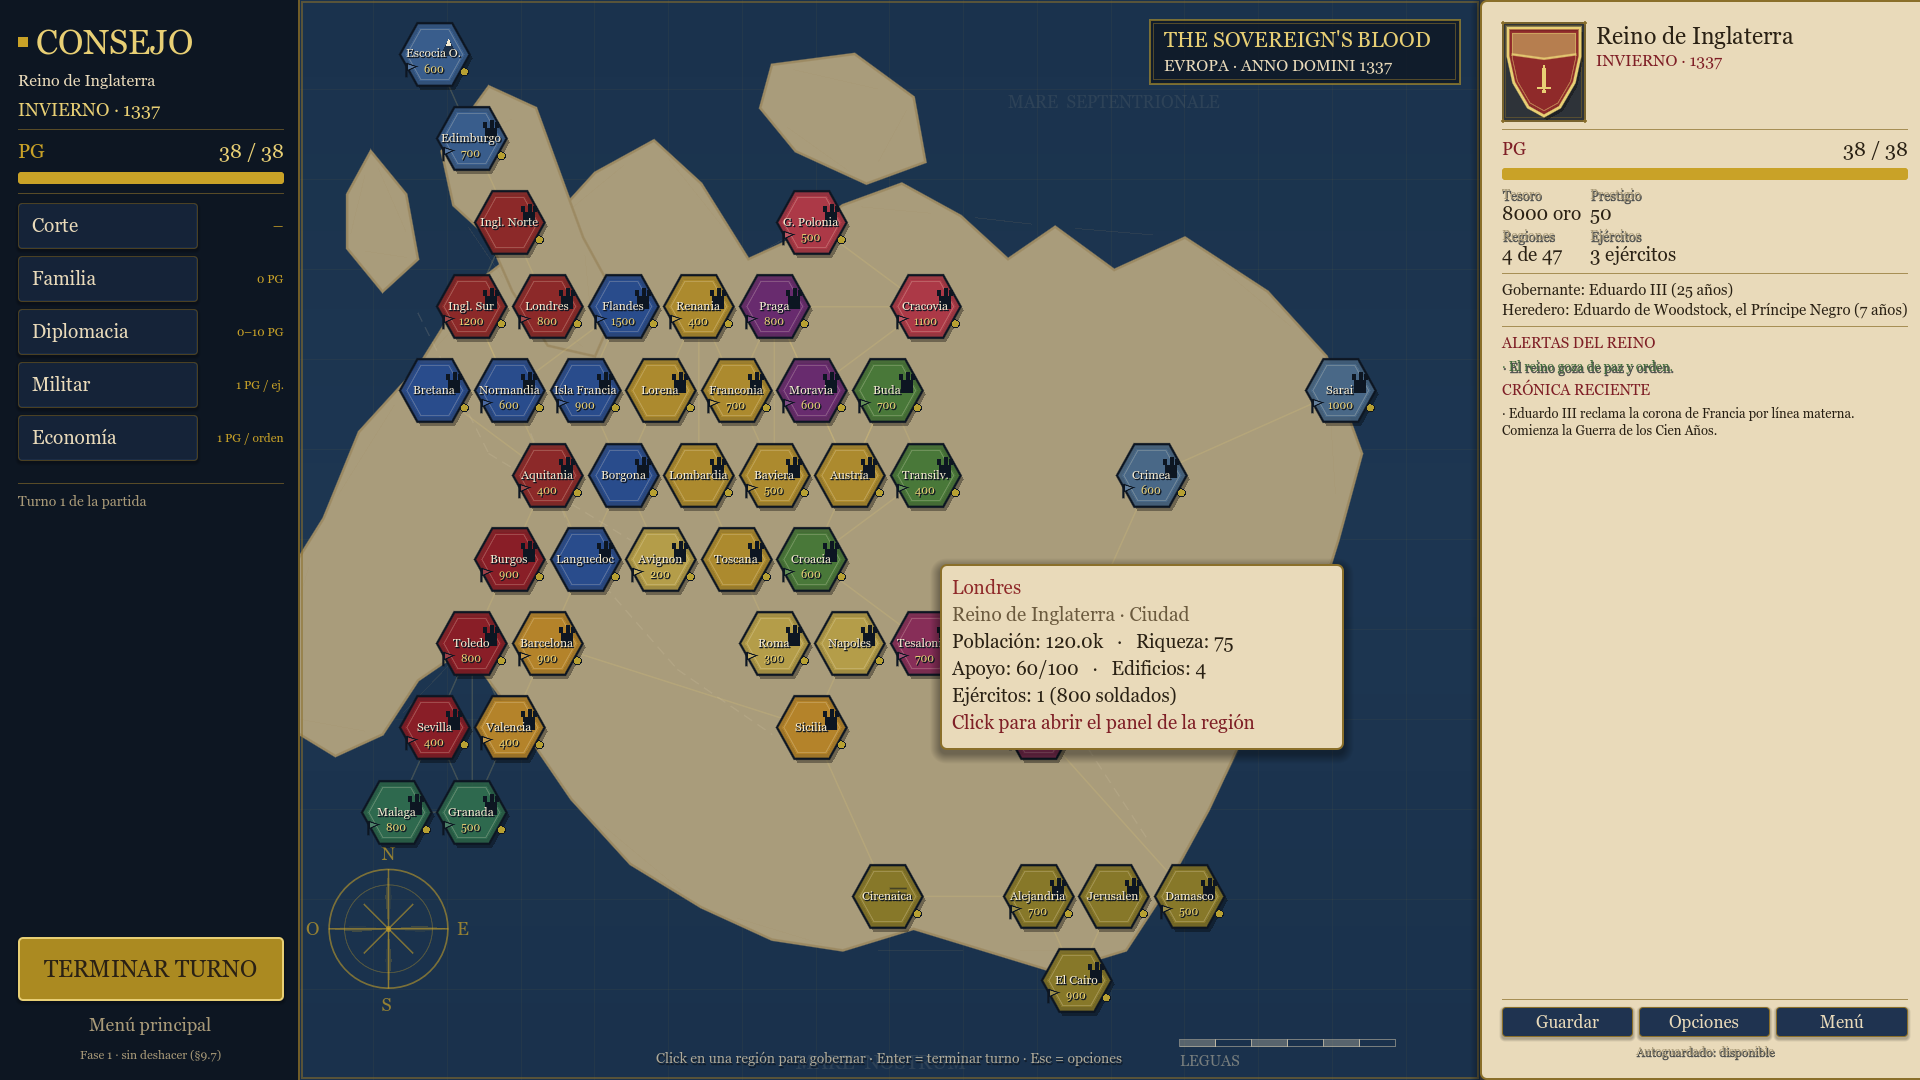 CONSEJO
Reino de Inglaterra
INVIERNO · 1337
PG 38 / 38
Corte –
Familia 0 PG
Diplomacia 0–10 PG
Militar 1 PG / ej.
Economía 1 PG / orden
Turno 1 de la partida
TERMINAR TURNO
Menú principal
Fase 1 · sin deshacer (§9.7)
THE SOVEREIGN'S BLOOD
EVROPA · ANNO DOMINI 1337
MARE SEPTENTRIONALE
Escocia O.
600
Edimburgo
700
Ingl. Norte
G. Polonia
500
Ingl. Sur
1200
Londres
800
Flandes
1500
Renania
400
Praga
800
Cracovia
1100
Bretana
Normandia
600
Isla Francia
900
Lorena
Franconia
700
Moravia
600
Buda
700
Sarai
1000
Aquitania
400
Borgona
Lombardia
Baviera
500
Austria
Transilv.
400
Crimea
600
Burgos
900
Languedoc
Avignon
200
Toscana
Croacia
600
Toledo
800
Barcelona
900
Roma
300
Napoles
Tesalon
700
Sevilla
400
Valencia
400
Sicilia
Malaga
800
Granada
500
Cirenaica
Alejandria
700
Jerusalen
Damasco
500
El Cairo
900
Londres
Reino de Inglaterra · Ciudad
Población: 120.0k · Riqueza: 75
Apoyo: 60/100 · Edificios: 4
Ejércitos: 1 (800 soldados)
Click para abrir el panel de la región
N
O E
S
Click en una región para gobernar · Enter = terminar turno · Esc = opciones
MARE NOSTRUM
LEGUAS
Reino de Inglaterra
INVIERNO · 1337
PG 38 / 38
Tesoro Prestigio
8000 oro 50
Regiones Ejércitos
4 de 47 3 ejércitos
Gobernante: Eduardo III (25 años)
Heredero: Eduardo de Woodstock, el Príncipe Negro (7 años)
ALERTAS DEL REINO
· El reino goza de paz y orden.
CRÓNICA RECIENTE
· Eduardo III reclama la corona de Francia por línea materna.
Comienza la Guerra de los Cien Años.
Guardar Opciones Menú
Autoguardado: disponible